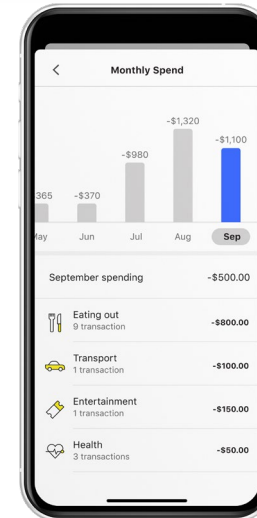 Monthly Spend
-$1,320
-$1,100
-$980
365 -$370
May Jun Jul Aug Sep
September spending -$500.00
Eating out
9 transaction -$800.00
Transport
1 transaction -$100.00
Entertainment
1 transaction -$150.00
Health
3 transactions -$50.00